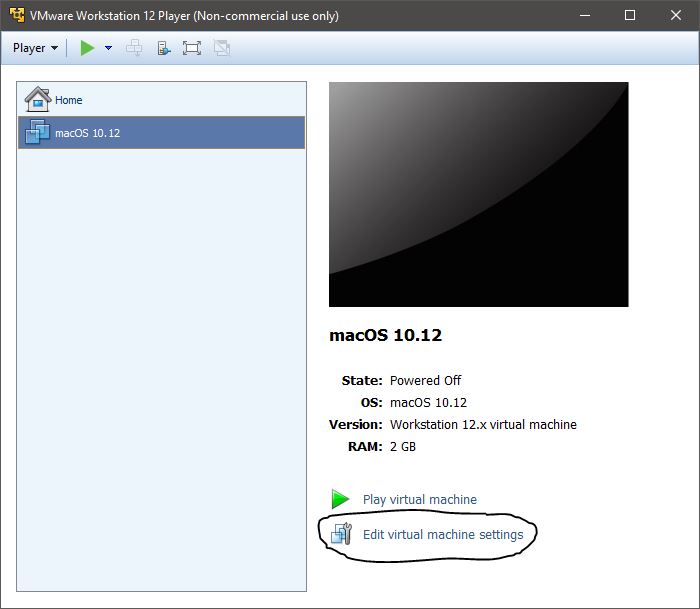 VMware Workstation 12 Player (Non-commercial use only)
Player
Home
macOS 10.12
macOS 10.12
State: Powered Off
OS: macOS 10.12
Version: Workstation 12.x virtual machine
RAM: 2 GB
Play virtual machine
Edit virtual machine settings